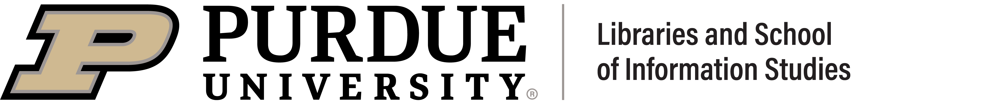 P
PURDUE
UNIVERSITY®
Libraries and School
of Information Studies